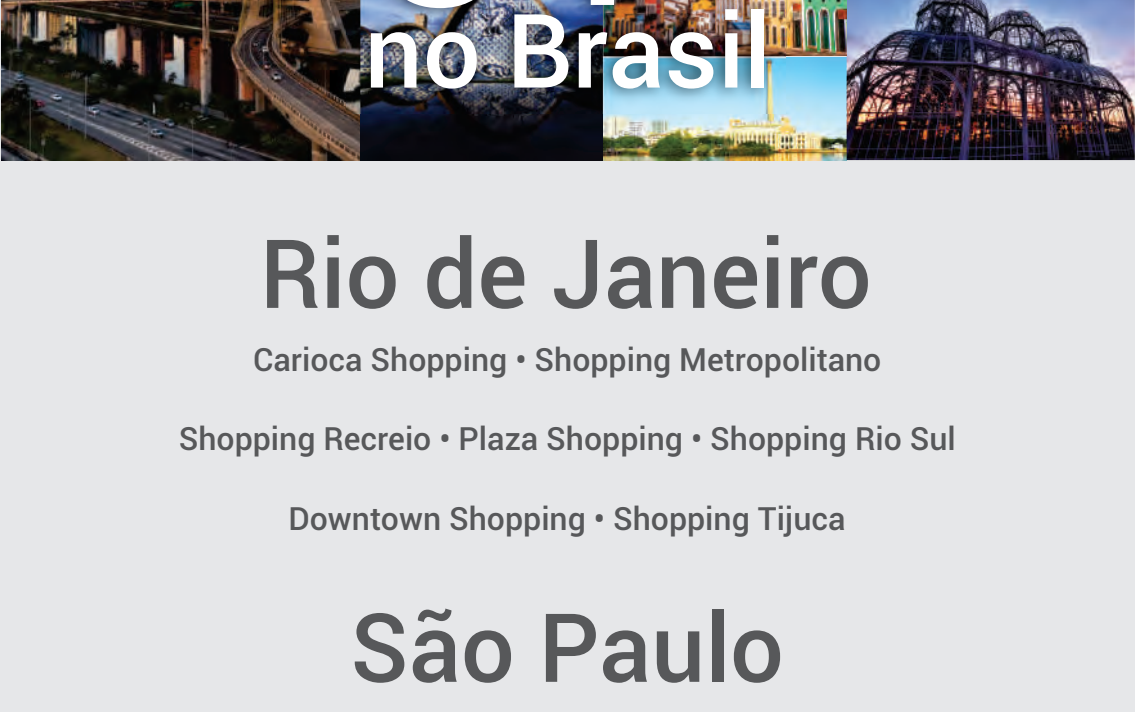 no Brasil
Rio de Janeiro
Carioca Shopping • Shopping Metropolitano
Shopping Recreio • Plaza Shopping • Shopping Rio Sul
Downtown Shopping • Shopping Tijuca
São Paulo